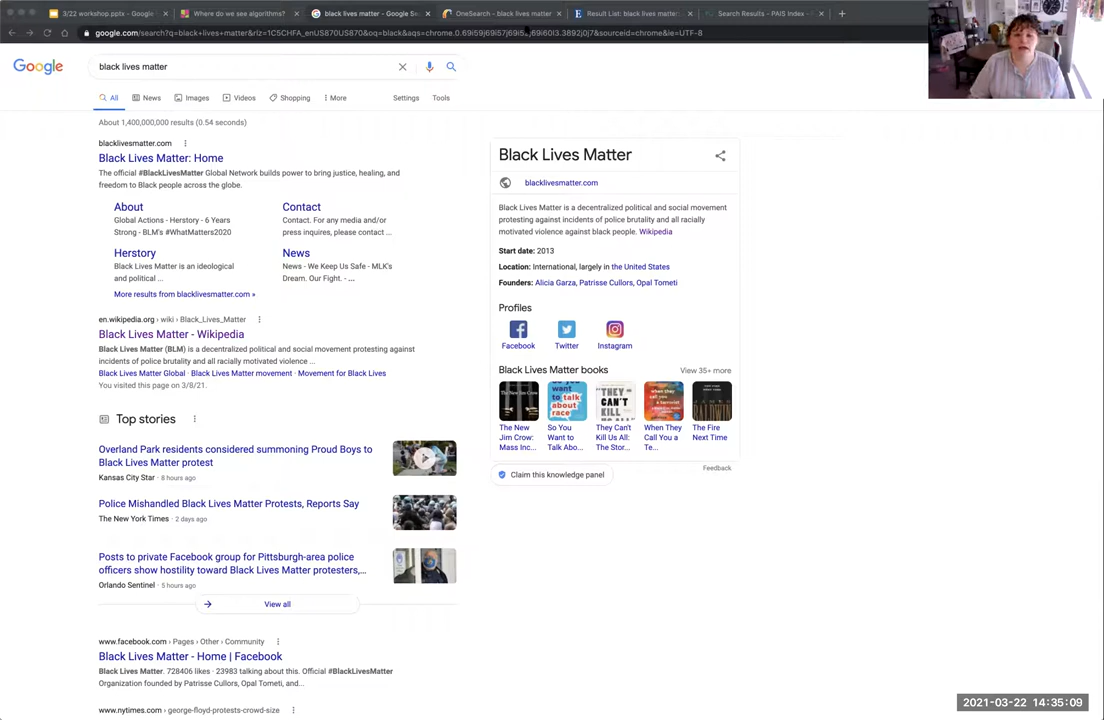 3/22 workshop.pptx - Google
Where do we see algorithms?
black lives matter - Google Se
OneSearch - black lives matter
Result List: black lives matter:
Search Results – PAIS Index -
google.com/search?q=black+lives+matter&rlz=1C5CHFA_enUS870US870&oq=black&aqs=chrome.0.69i59j69i57j69i59j69i60l3.3892j0j7&sourceid=chrome&ie=UTF-8
Google
black lives matter
All
News
Images
Videos
Shopping
More
Settings
Tools
About 1,400,000,000 results (0.54 seconds)
blacklivesmatter.com
Black Lives Matter: Home
The official #BlackLivesMatter Global Network builds power to bring justice, healing, and
freedom to Black people across the globe.
About
Global Actions - Herstory - 6 Years
Strong - BLM's #WhatMatters2020
Contact
Contact. For any media and/or
press inquires, please contact ...
Herstory
Black Lives Matter is an ideological
and political ...
News
News - We Keep Us Safe - MLK's
Dream. Our Fight. - ...
More results from blacklivesmatter.com »
en.wikipedia.org › wiki › Black_Lives_Matter
Black Lives Matter - Wikipedia
Black Lives Matter (BLM) is a decentralized political and social movement protesting against
incidents of police brutality and all racially motivated violence ...
Black Lives Matter Global · Black Lives Matter movement · Movement for Black Lives
You visited this page on 3/8/21.
Top stories
Overland Park residents considered summoning Proud Boys to
Black Lives Matter protest
Kansas City Star · 8 hours ago
Police Mishandled Black Lives Matter Protests, Reports Say
The New York Times · 2 days ago
Posts to private Facebook group for Pittsburgh-area police
officers show hostility toward Black Lives Matter protesters,...
Orlando Sentinel · 5 hours ago
View all
www.facebook.com › Pages › Other › Community
Black Lives Matter - Home | Facebook
Black Lives Matter. 728406 likes · 23983 talking about this. Official #BlackLivesMatter
Organization founded by Patrisse Cullors, Opal Tometi, and...
www.nytimes.com › george-floyd-protests-crowd-size
Black Lives Matter
blacklivesmatter.com
Black Lives Matter is a decentralized political and social movement
protesting against incidents of police brutality and all racially
motivated violence against black people. Wikipedia
Start date: 2013
Location: International, largely in the United States
Founders: Alicia Garza, Patrisse Cullors, Opal Tometi
Profiles
Facebook
Twitter
Instagram
Black Lives Matter books
View 35+ more
The New
Jim Crow:
Mass Inc...
So You
Want to
Talk Abo...
They Can't
Kill Us All:
The Stor...
When They
Call You a
Te...
The Fire
Next Time
Feedback
Claim this knowledge panel
2021-03-22 14:35:09